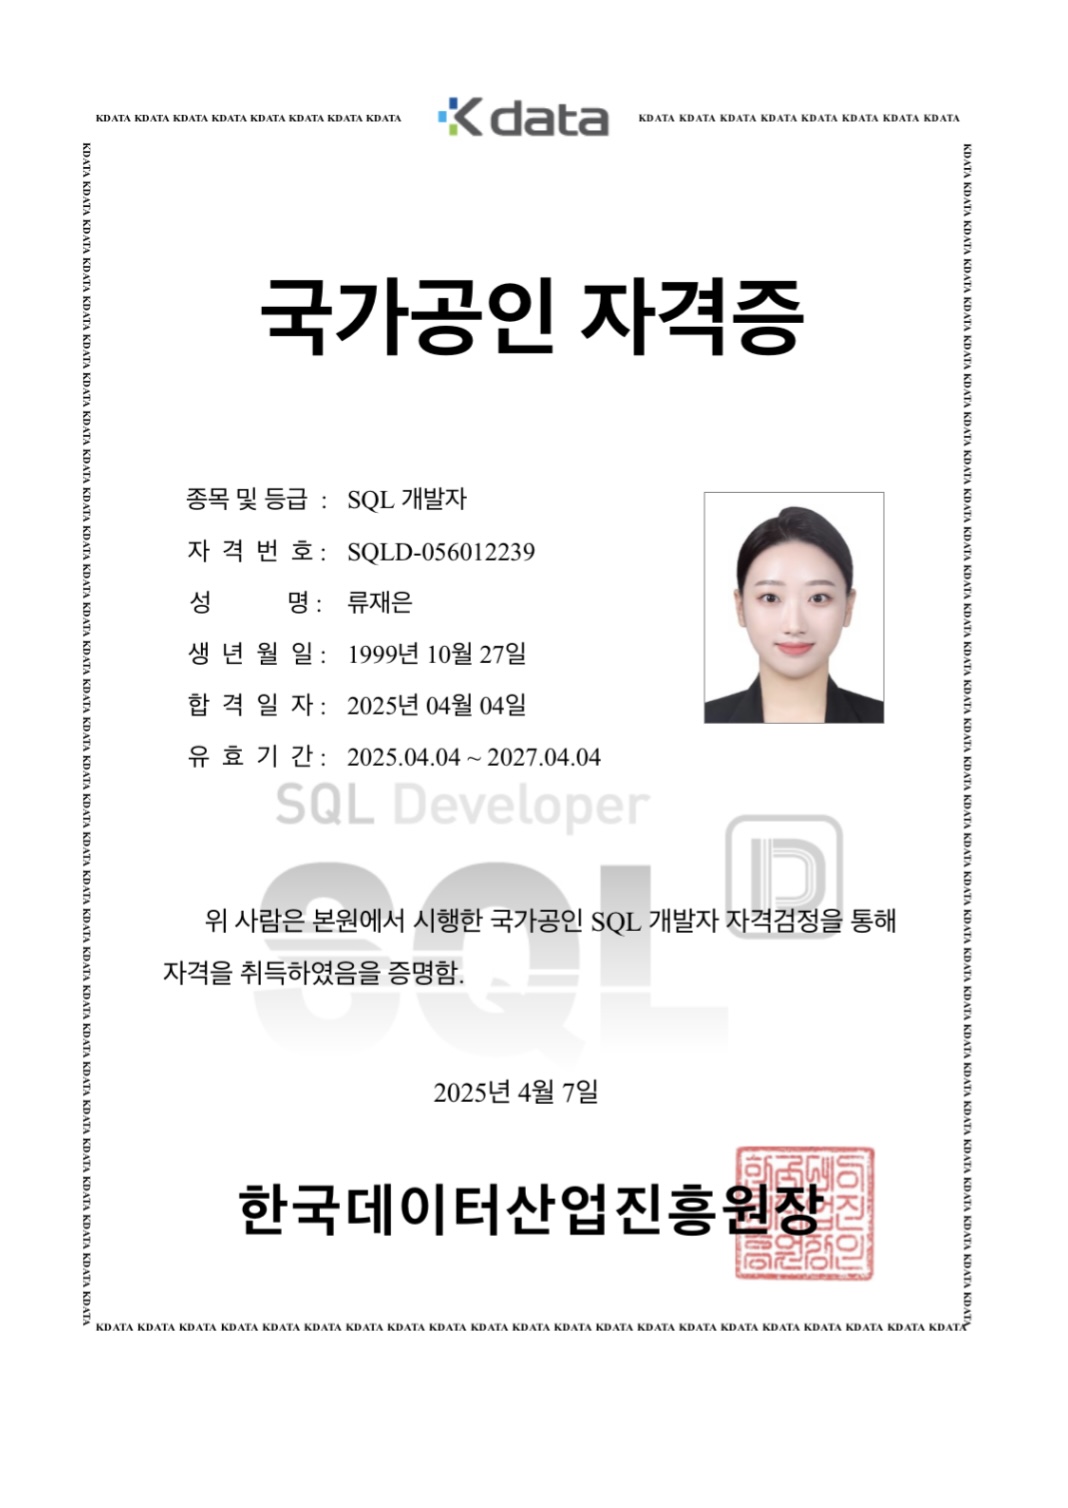 KDATA KDATA KDATA KDATA KDATA KDATA KDATA KDATA
K data
KDATA KDATA KDATA KDATA KDATA KDATA KDATA KDATA
국가공인 자격증
종목 및 등급 : SQL 개발자
자 격 번 호 : SQLD-056012239
성 명 : 류재은
생 년 월 일 : 1999년 10월 27일
합 격 일 자 : 2025년 04월 04일
유 효 기 간 : 2025.04.04 ~ 2027.04.04
SQL Developer
SQL D
위 사람은 본원에서 시행한 국가공인 SQL 개발자 자격검정을 통해
자격을 취득하였음을 증명함.
2025년 4월 7일
한국데이터산업진흥원장
KDATA KDATA KDATA KDATA KDATA KDATA KDATA KDATA KDATA KDATA KDATA KDATA KDATA KDATA KDATA KDATA KDATA KDATA KDATA KDATA KDATA